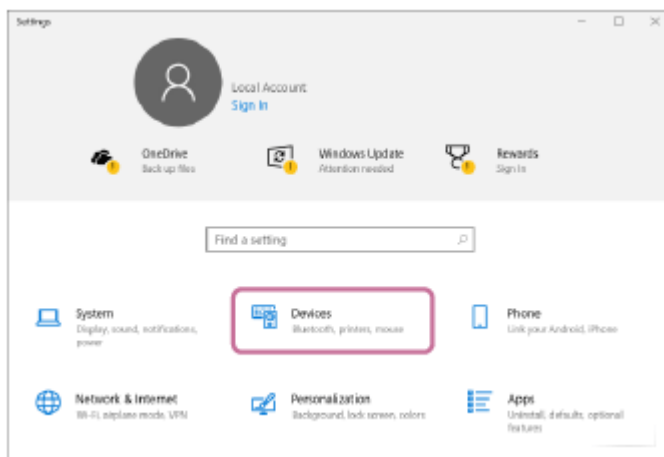 Settings
Local Account
Sign In
OneDrive
Back up files
Windows Update
Attention needed
Rewards
Sign In
Find a setting
System
Display, sound, notifications,
power
Devices
Bluetooth, printers, mouse
Phone
Link your Android, iPhone
Network & Internet
Wi-Fi, airplane mode, VPN
Personalization
Background, lock screen, colors
Apps
Uninstall, defaults, optional
features